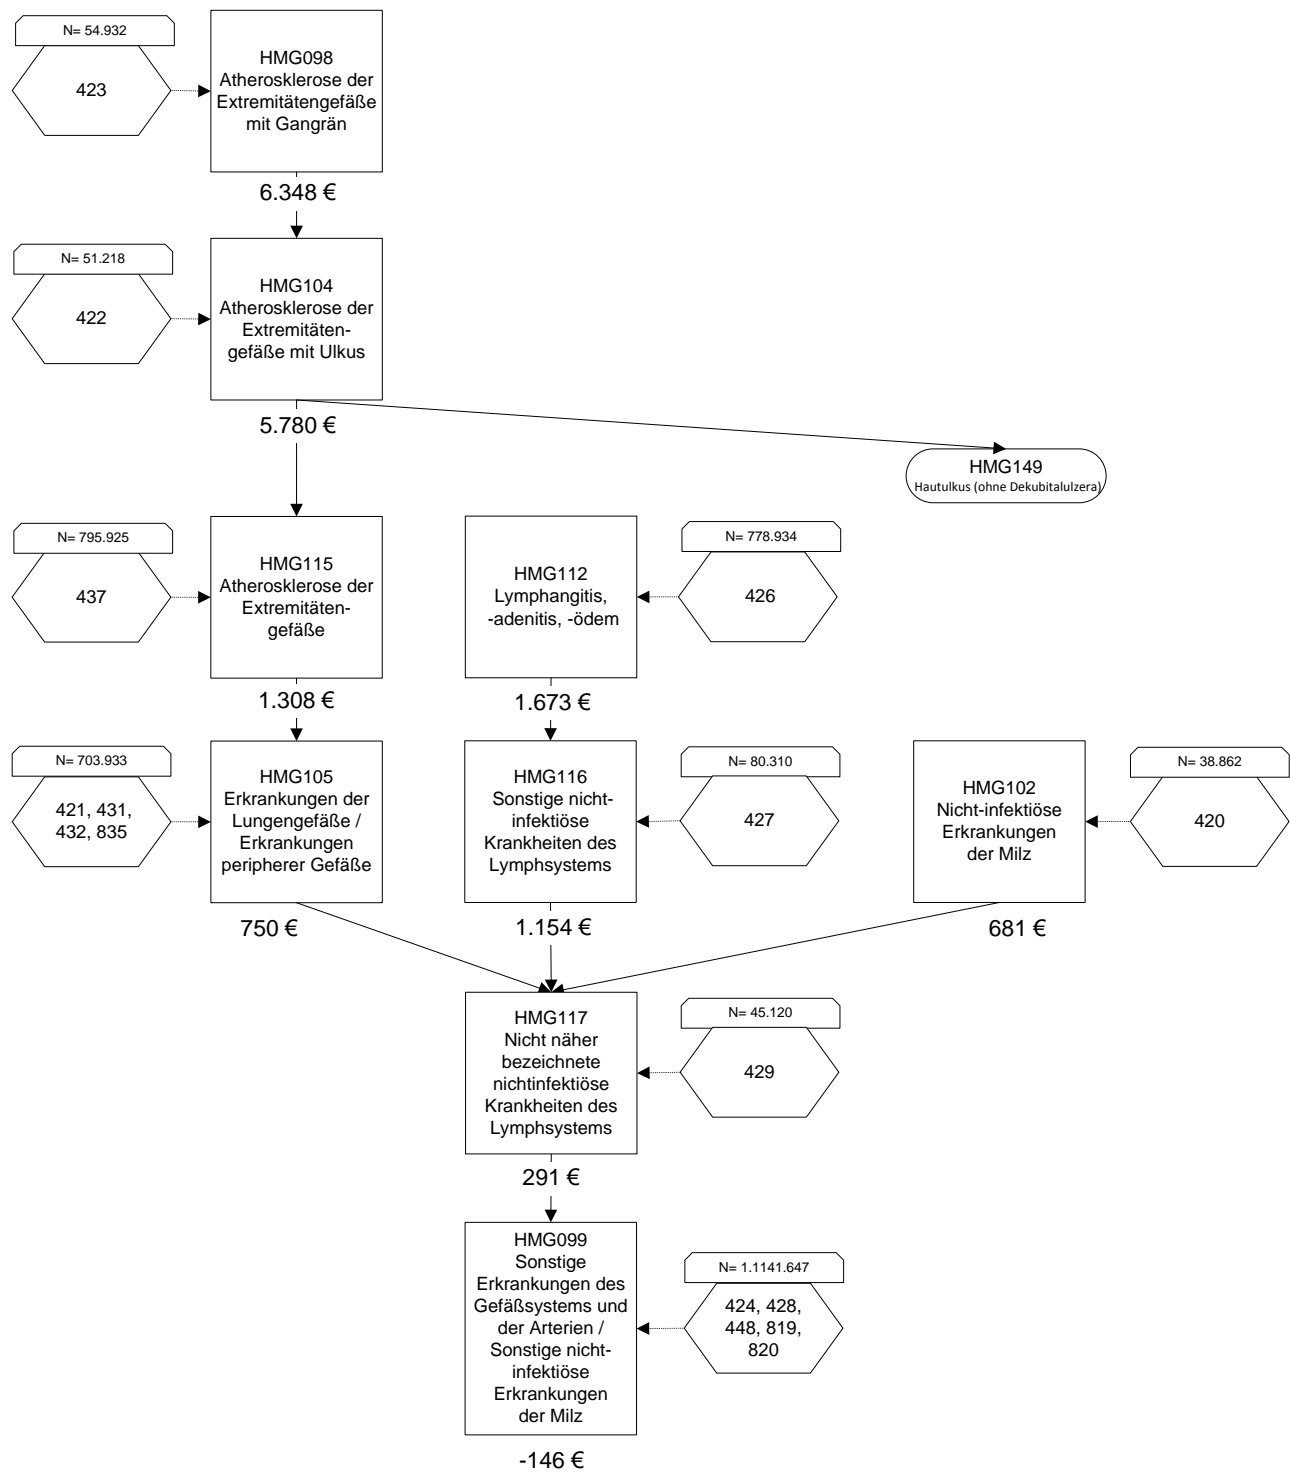 N= 54.932
423
HMG098
Atherosklerose der
Extremitätengefäße
mit Gangrän
6.348 €
N= 51.218
422
HMG104
Atherosklerose der
Extremitäten-
gefäße mit Ulkus
5.780 €
HMG149
Hautulkus (ohne Dekubitalulzera)
N= 795.925
437
HMG115
Atherosklerose der
Extremitäten-
gefäße
1.308 €
HMG112
Lymphangitis,
-adenitis, -ödem
1.673 €
N= 778.934
426
N= 703.933
421, 431,
432, 835
HMG105
Erkrankungen der
Lungengefäße /
Erkrankungen
peripherer Gefäße
750 €
HMG116
Sonstige nicht-
infektiöse
Krankheiten des
Lymphsystems
1.154 €
N= 80.310
427
HMG102
Nicht-infektiöse
Erkrankungen
der Milz
681 €
N= 38.862
420
HMG117
Nicht näher
bezeichnete
nichtinfektiöse
Krankheiten des
Lymphsystems
291 €
N= 45.120
429
HMG099
Sonstige
Erkrankungen des
Gefäßsystems und
der Arterien /
Sonstige nicht-
infektiöse
Erkrankungen
der Milz
-146 €
N= 1.1141.647
424, 428,
448, 819,
820